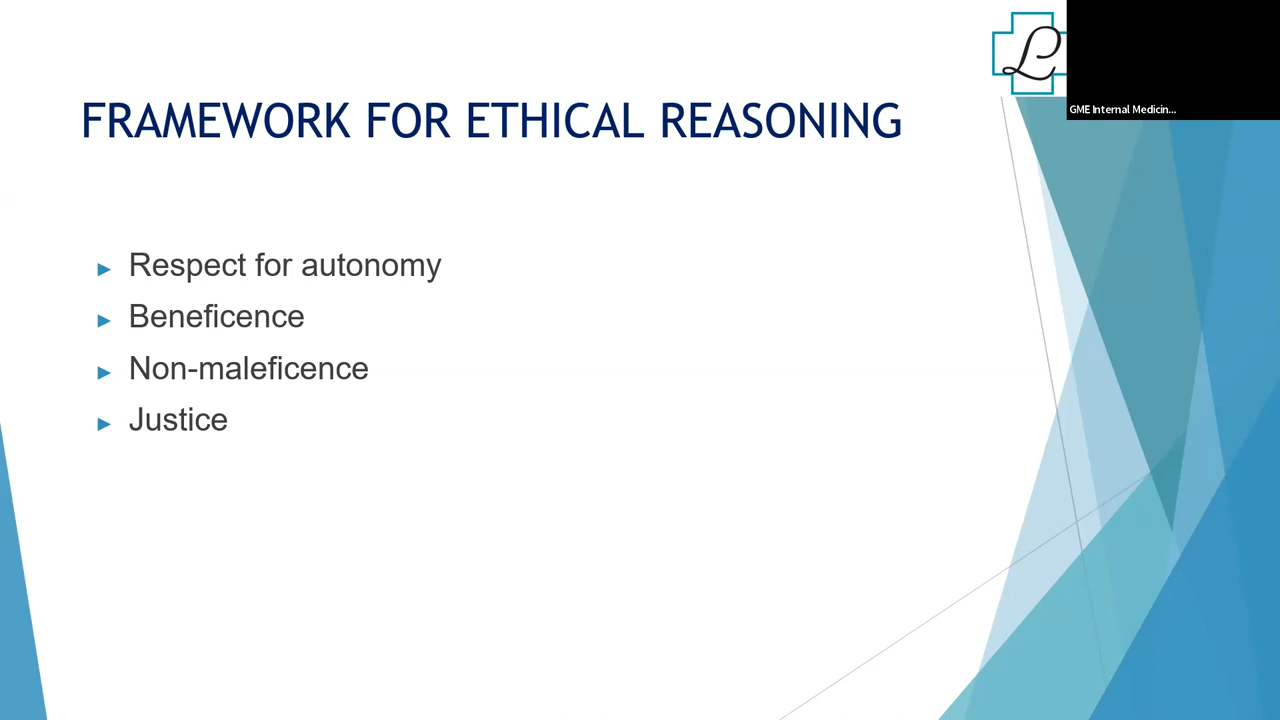 FRAMEWORK FOR ETHICAL REASONING
Respect for autonomy
Beneficence
Non-maleficence
Justice
L
GME Internal Medicin...